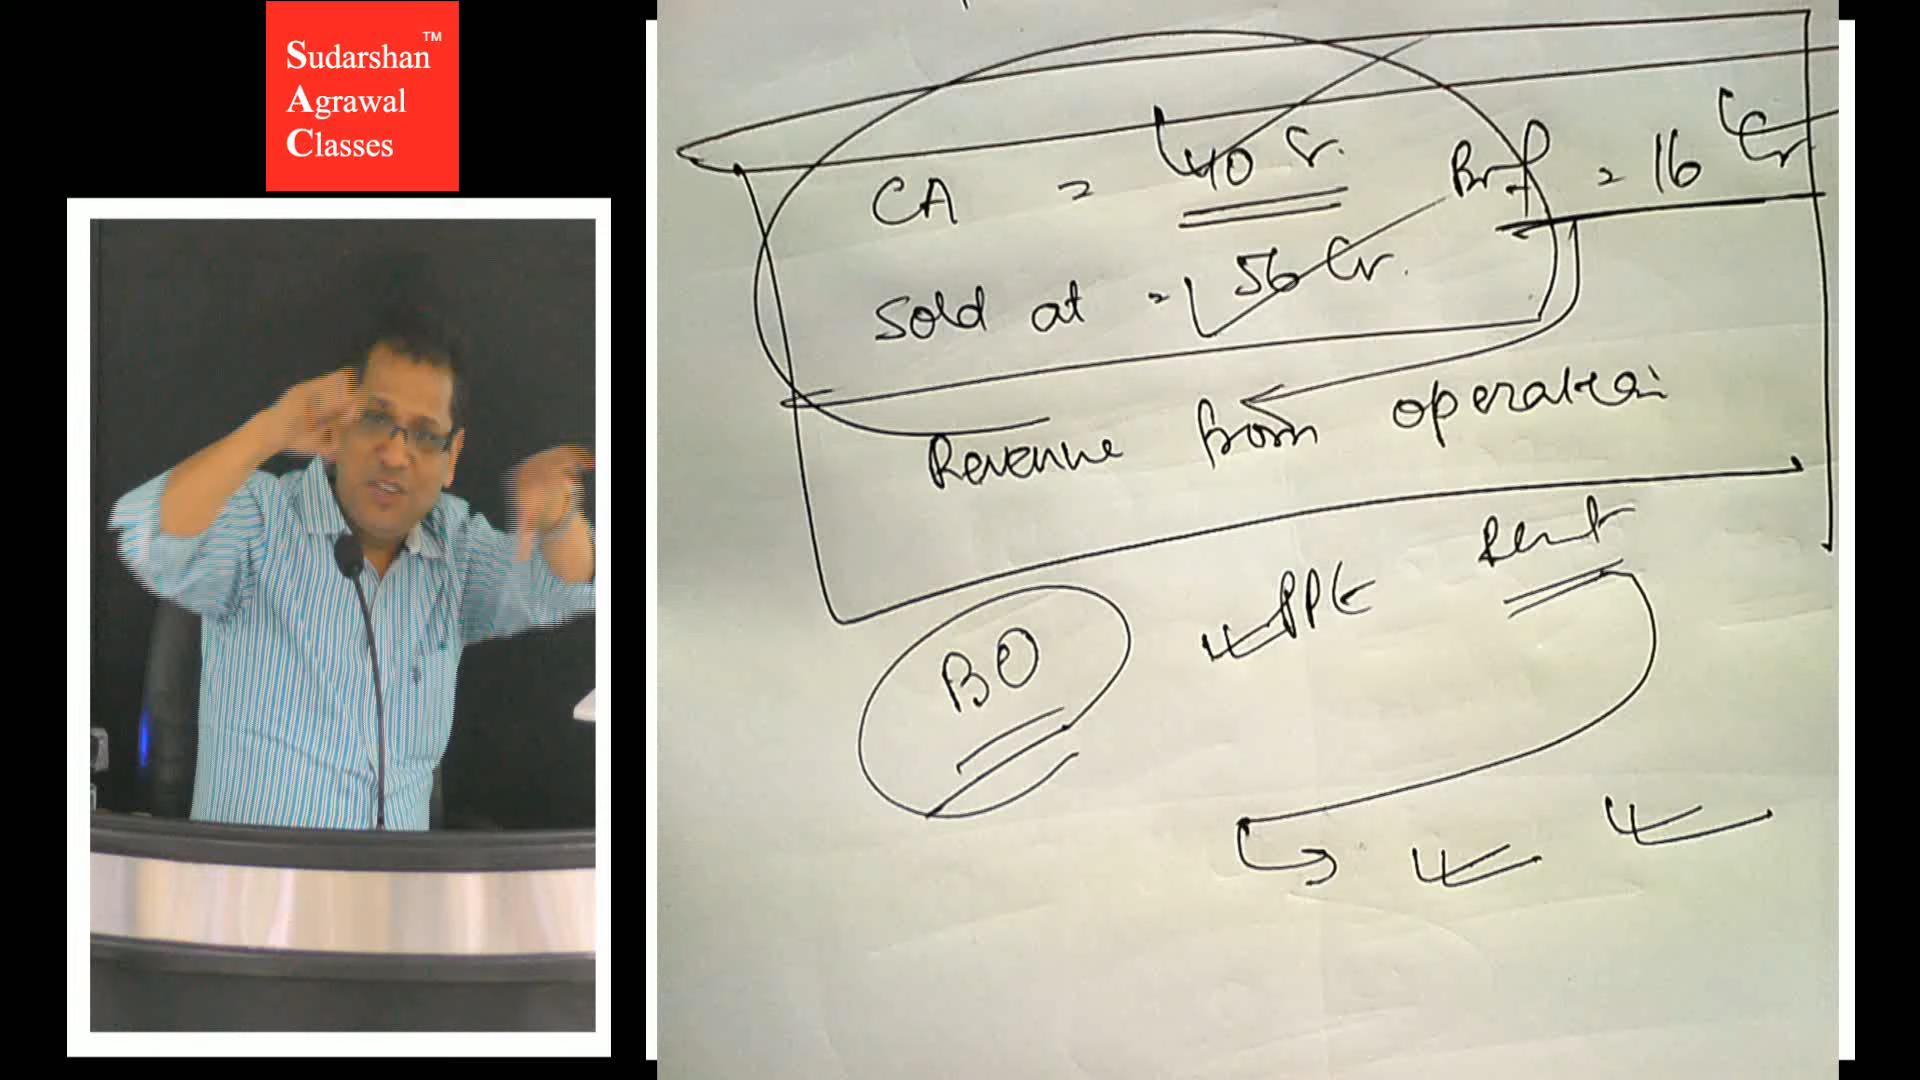 Sudarshan™
Agrawal
Classes
CA = 40 Cr. Prof = 16 Cr
Sold at = 56 Cr.
Revenue from operation
BO PPE Rent